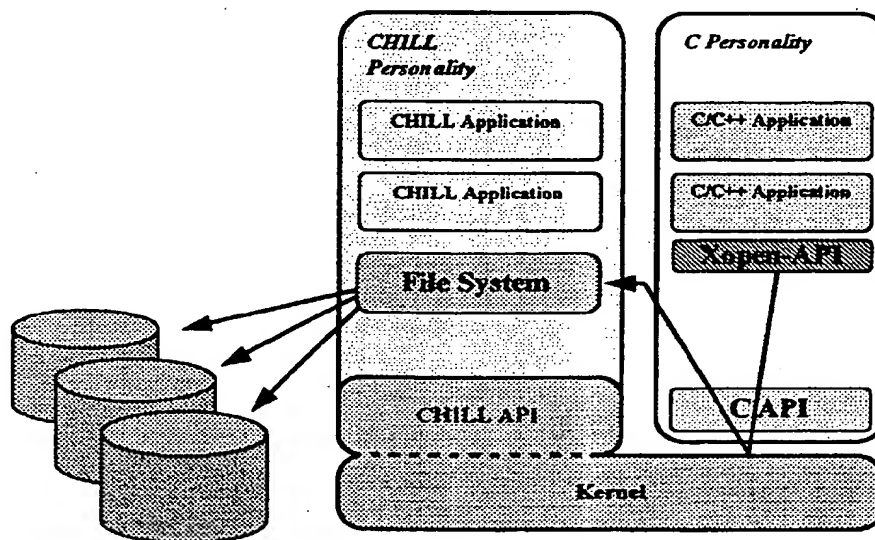 CHILL
Personality
CHILL Application
CHILL Application
File System
CHILL API
C Personality
C/C++ Application
C/C++ Application
Xopen-API
C API
Kernel